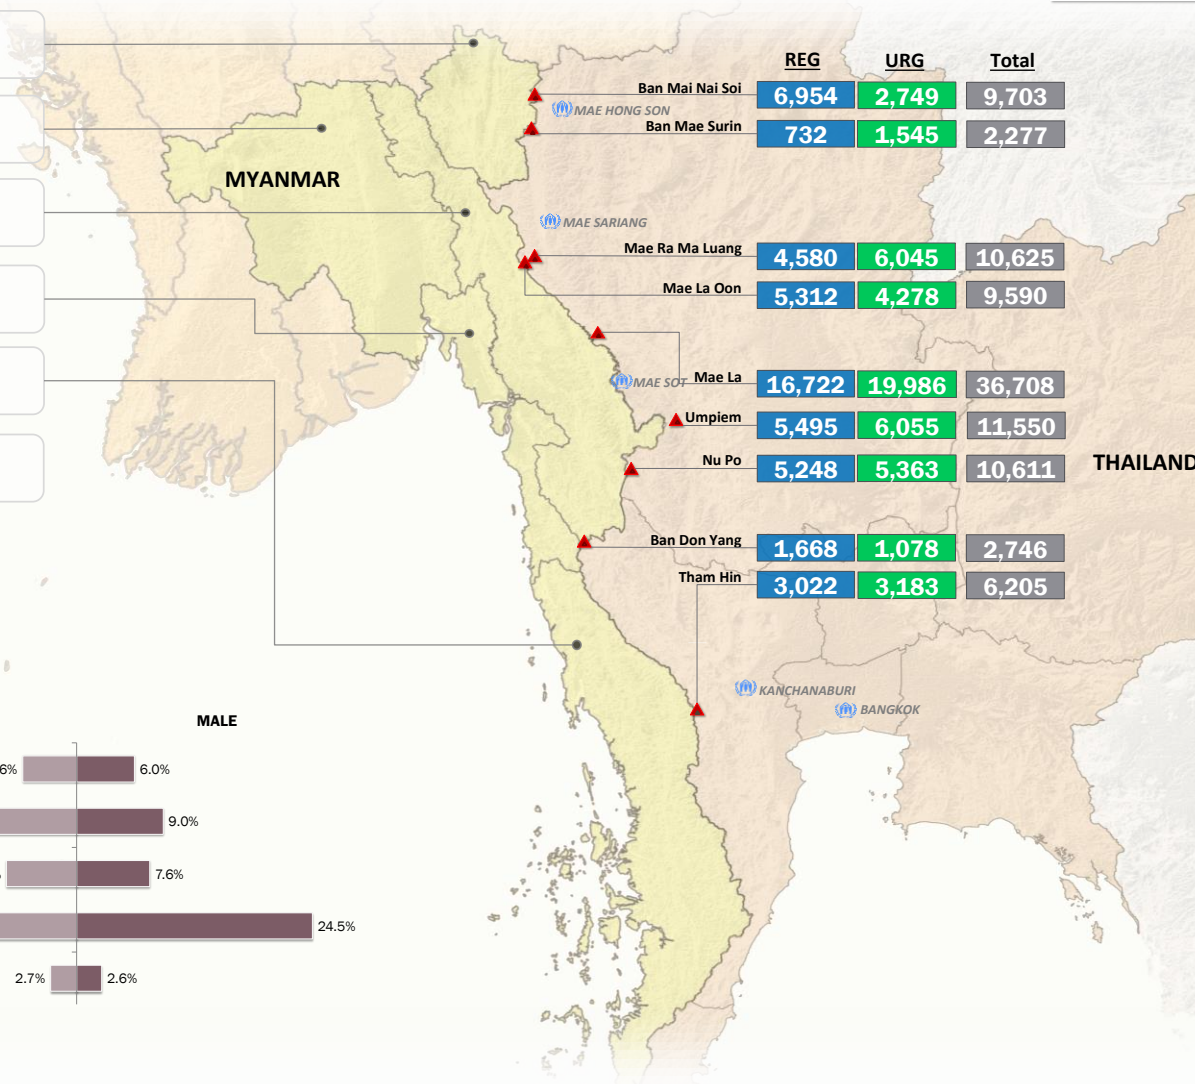 REG URG Total
Ban Mai Nai Soi 6,954 2,749 9,703
MAE HONG SON
Ban Mae Surin 732 1,545 2,277
MYANMAR
MAE SARIANG
Mae Ra Ma Luang 4,580 6,045 10,625
Mae La Oon 5,312 4,278 9,590
MAE SOT
Mae La 16,722 19,986 36,708
Umpiem 5,495 6,055 11,550
Nu Po 5,248 5,363 10,611
THAILAND
Ban Don Yang 1,668 1,078 2,746
Tham Hin 3,022 3,183 6,205
KANCHANABURI
BANGKOK
MALE
6% 6.0%
9.0%
7.6%
24.5%
2.7% 2.6%